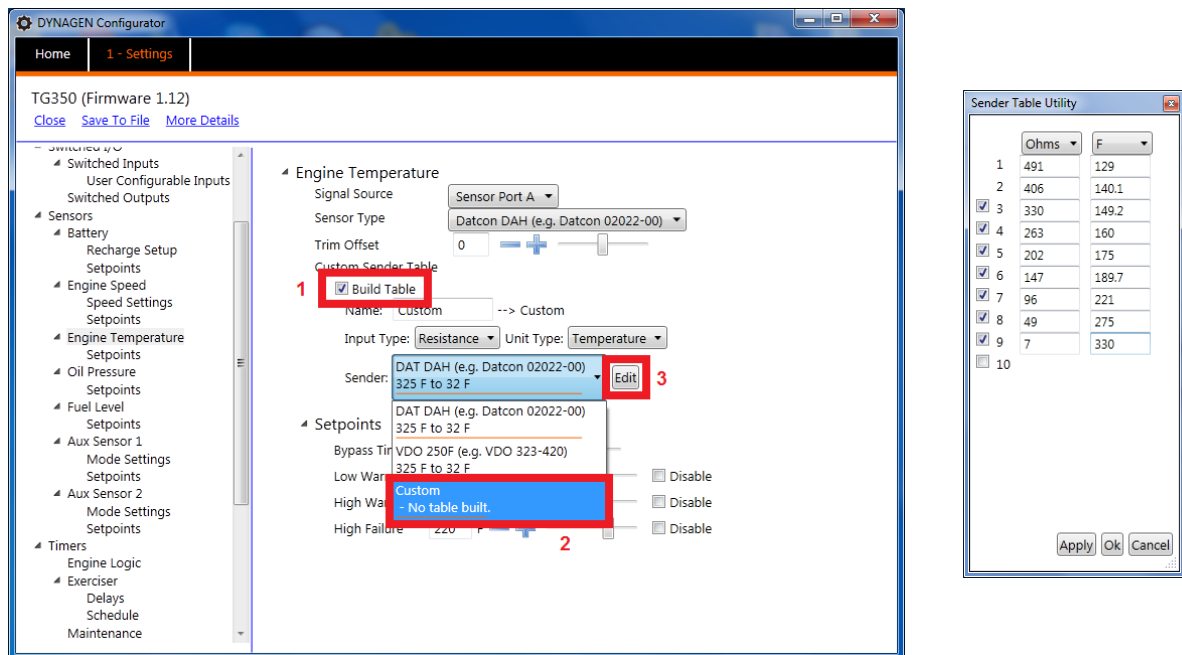 DYNAGEN Configurator
Home 1 - Settings
TG350 (Firmware 1.12)
Close Save To File More Details
Switched I/O
Switched Inputs
User Configurable Inputs
Switched Outputs
Sensors
Battery
Recharge Setup
Setpoints
Engine Speed
Speed Settings
Setpoints
Engine Temperature
Setpoints
Oil Pressure
Setpoints
Fuel Level
Setpoints
Aux Sensor 1
Mode Settings
Setpoints
Aux Sensor 2
Mode Settings
Setpoints
Timers
Engine Logic
Exerciser
Delays
Schedule
Maintenance
Engine Temperature
Signal Source Sensor Port A
Sensor Type Datcon DAH (e.g. Datcon 02022-00)
Trim Offset 0
Custom Sender Table
1 Build Table
Name: Custom --> Custom
Input Type: Resistance Unit Type: Temperature
Sender: DAT DAH (e.g. Datcon 02022-00)
325 F to 32 F
Edit 3
DAT DAH (e.g. Datcon 02022-00)
325 F to 32 F
VDO 250F (e.g. VDO 323-420)
325 F to 32 F
Custom
- No table built.
2
Setpoints
Bypass Tim
Low Warn Disable
High Wa Disable
High Failure 220 F Disable
Sender Table Utility
Ohms F
1 491 129
2 406 140.1
3 330 149.2
4 263 160
5 202 175
6 147 189.7
7 96 221
8 49 275
9 7 330
10
Apply Ok Cancel